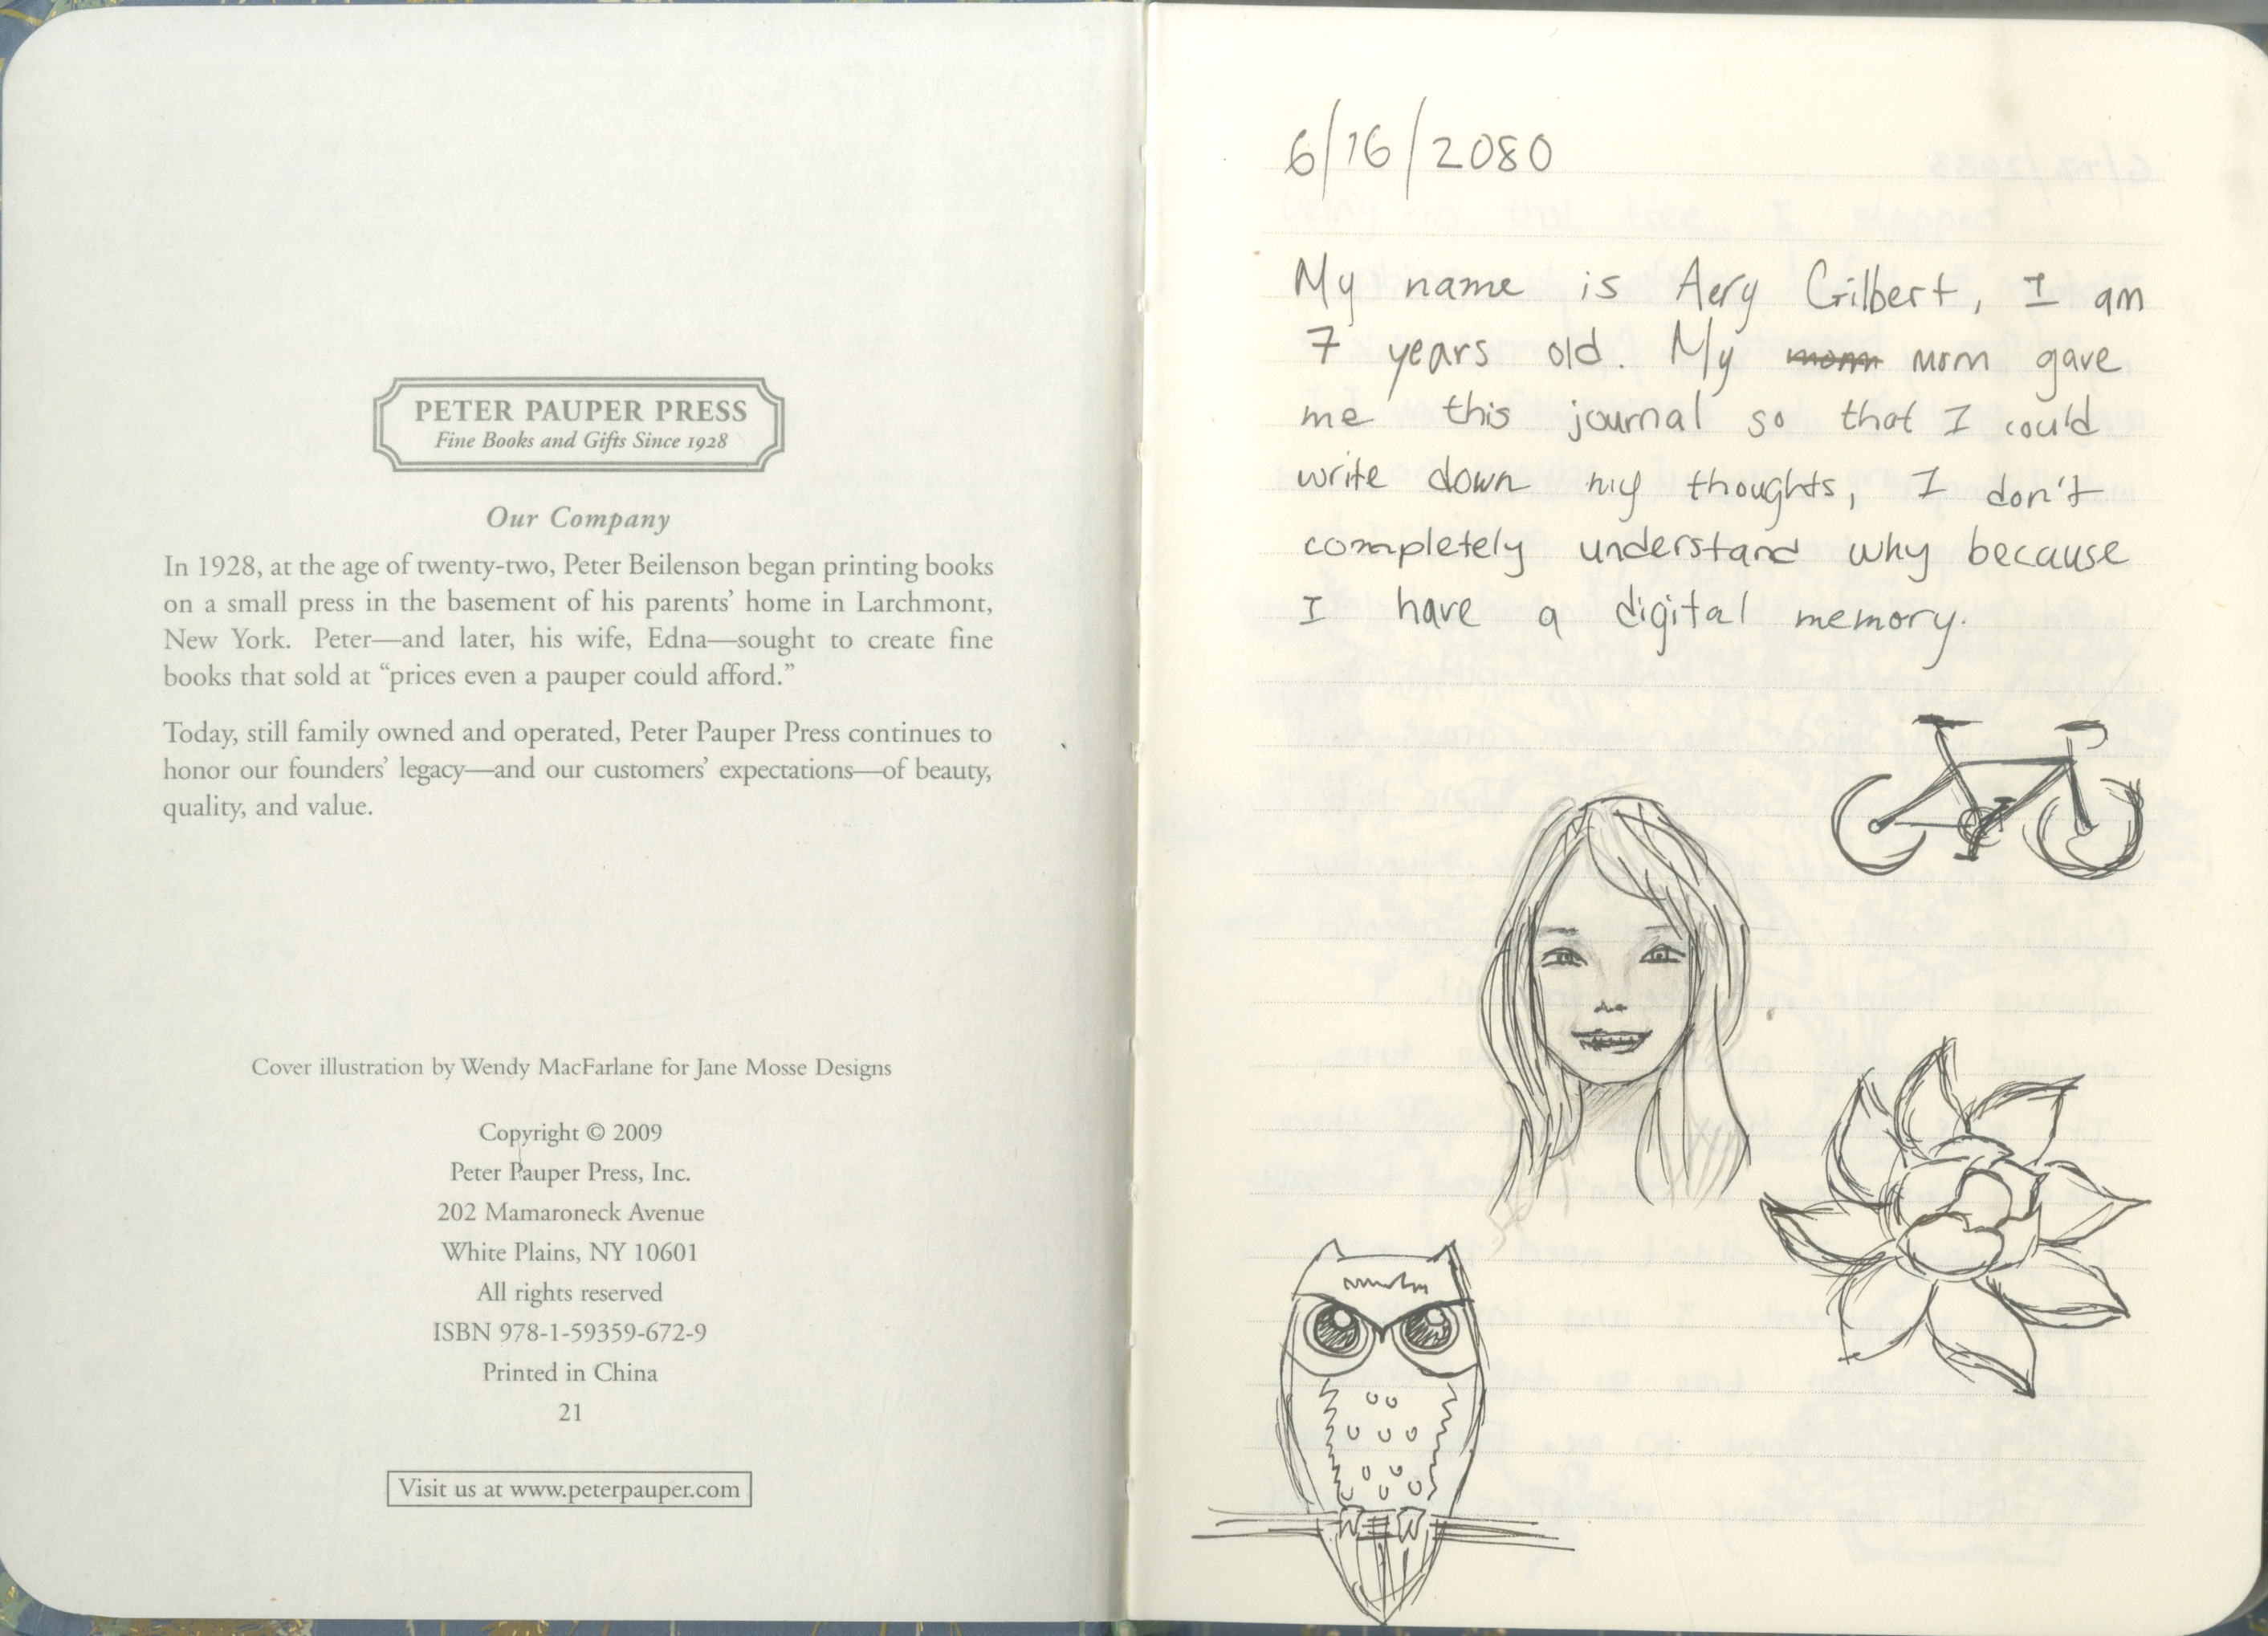 PETER PAUPER PRESS
Fine Books and Gifts Since 1928
Our Company
In 1928, at the age of twenty-two, Peter Beilenson began printing books
on a small press in the basement of his parents’ home in Larchmont,
New York. Peter—and later, his wife, Edna—sought to create fine
books that sold at “prices even a pauper could afford.”
Today, still family owned and operated, Peter Pauper Press continues to
honor our founders’ legacy—and our customers’ expectations—of beauty,
quality, and value.
Cover illustration by Wendy MacFarlane for Jane Mosse Designs
Copyright © 2009
Peter Pauper Press, Inc.
202 Mamaroneck Avenue
White Plains, NY 10601
All rights reserved
ISBN 978-1-59359-672-9
Printed in China
21
Visit us at www.peterpauper.com
6/16/2080
My name is Aery Gilbert, I am
7 years old. My mom mom gave
me this journal so that I could
write down my thoughts, I don't
completely understand why because
I have a digital memory.